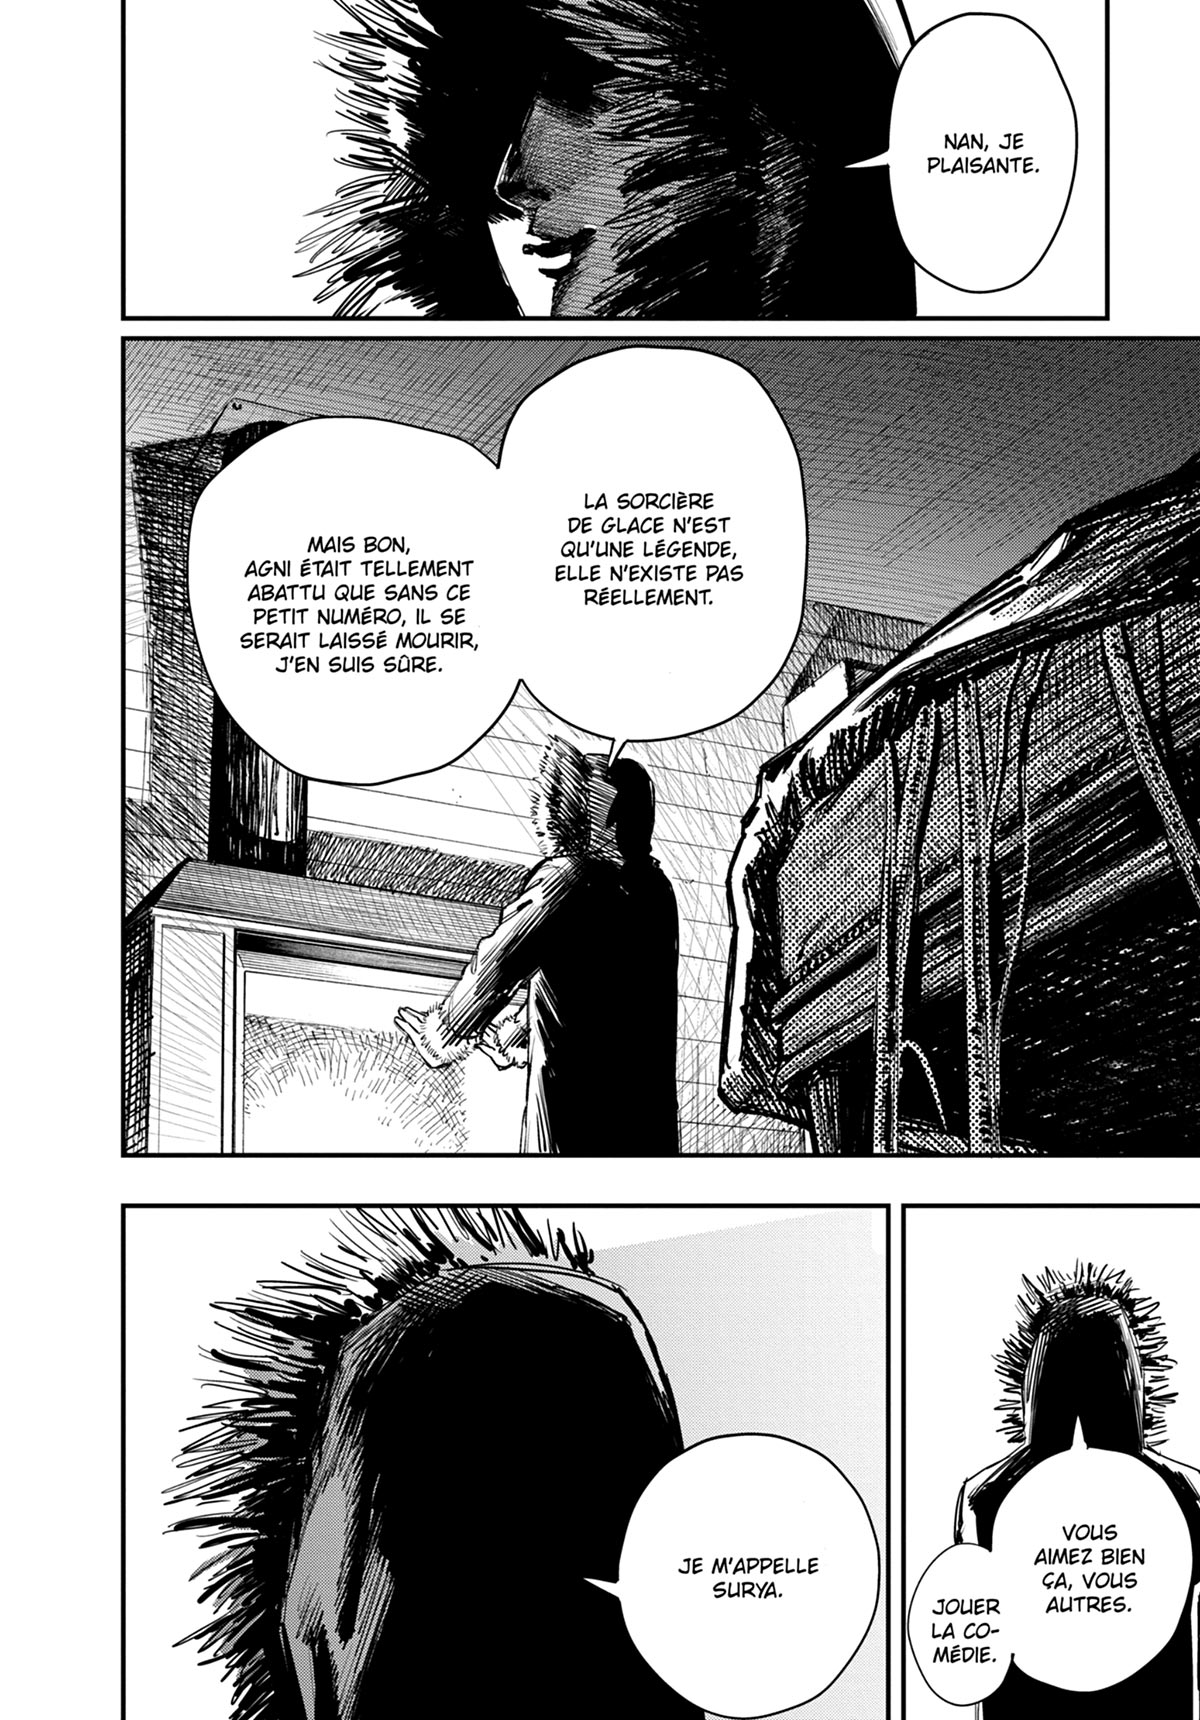 NAN, JE
PLAISANTE.
LA SORCIÈRE
DE GLACE N'EST
QU'UNE LÉGENDE,
ELLE N'EXISTE PAS
RÉELLEMENT.
MAIS BON,
AGNI ÉTAIT TELLEMENT
ABATTU QUE SANS CE
PETIT NUMÉRO, IL SE
SERAIT LAISSÉ MOURIR,
J'EN SUIS SÛRE.
VOUS
AIMEZ BIEN
ÇA, VOUS
AUTRES.
JOUER
LA CO-
MÉDIE.
JE M'APPELLE
SURYA.